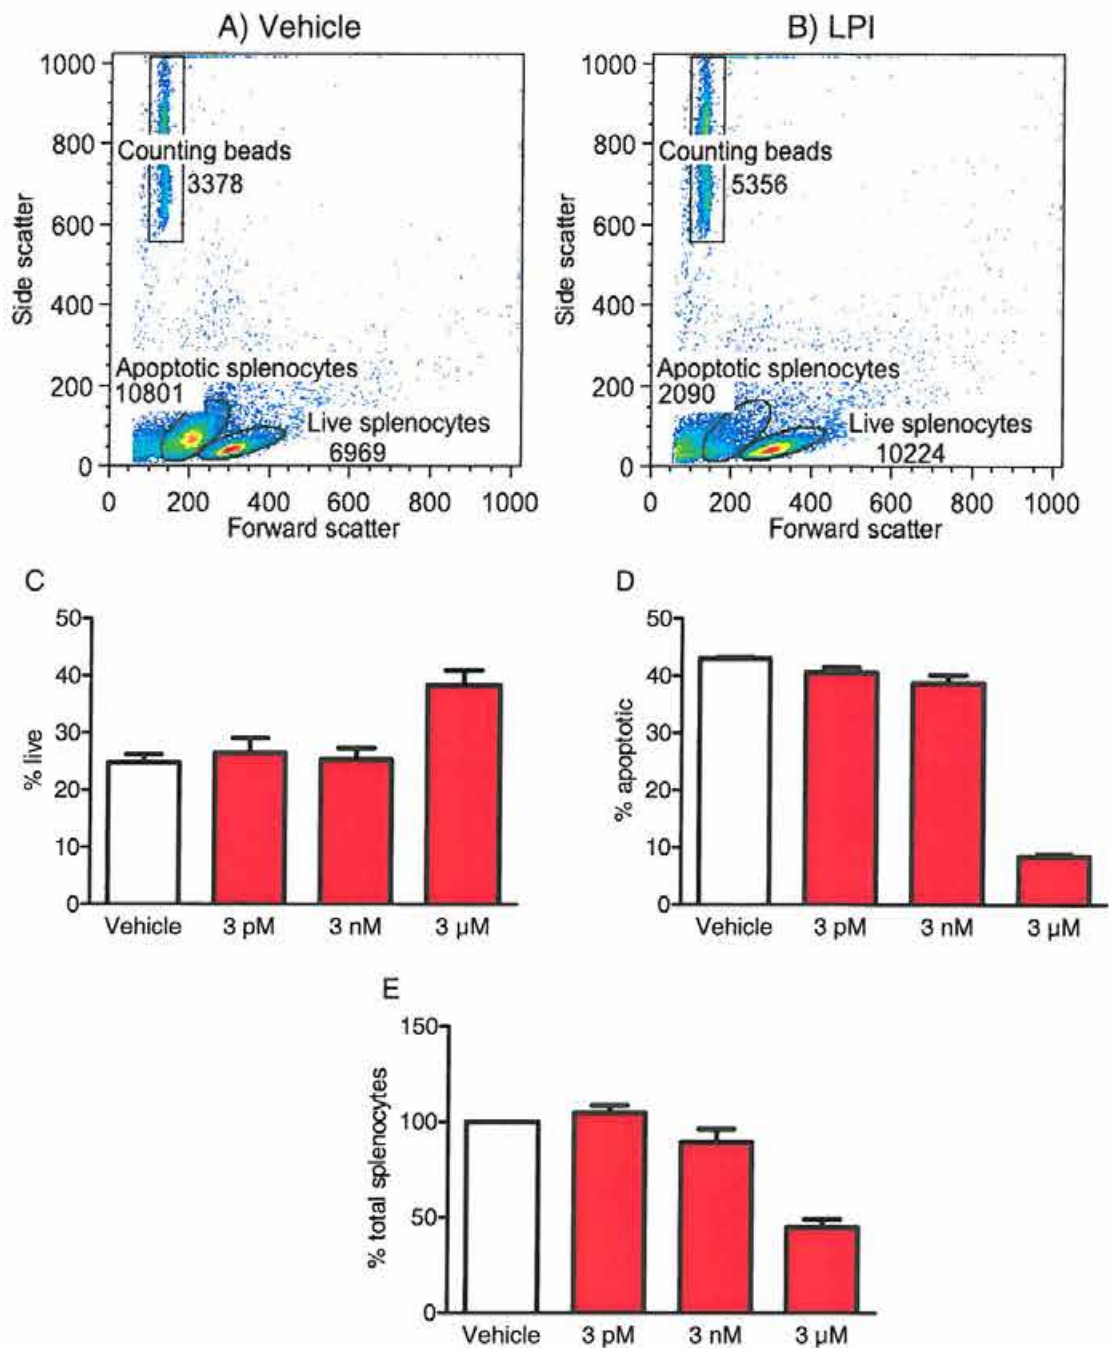 A) Vehicle
B) LPI
1000
800
600
400
200
0
Side scatter
Counting beads
3378
Apoptotic splenocytes
10801
Live splenocytes
6969
0 200 400 600 800 1000
Forward scatter
1000
800
600
400
200
0
Side scatter
Counting beads
5356
Apoptotic splenocytes
2090
Live splenocytes
10224
0 200 400 600 800 1000
Forward scatter
C
50
40
30
20
10
0
% live
Vehicle 3 pM 3 nM 3 µM
D
50
40
30
20
10
0
% apoptotic
Vehicle 3 pM 3 nM 3 µM
E
150
100
50
0
% total splenocytes
Vehicle 3 pM 3 nM 3 µM